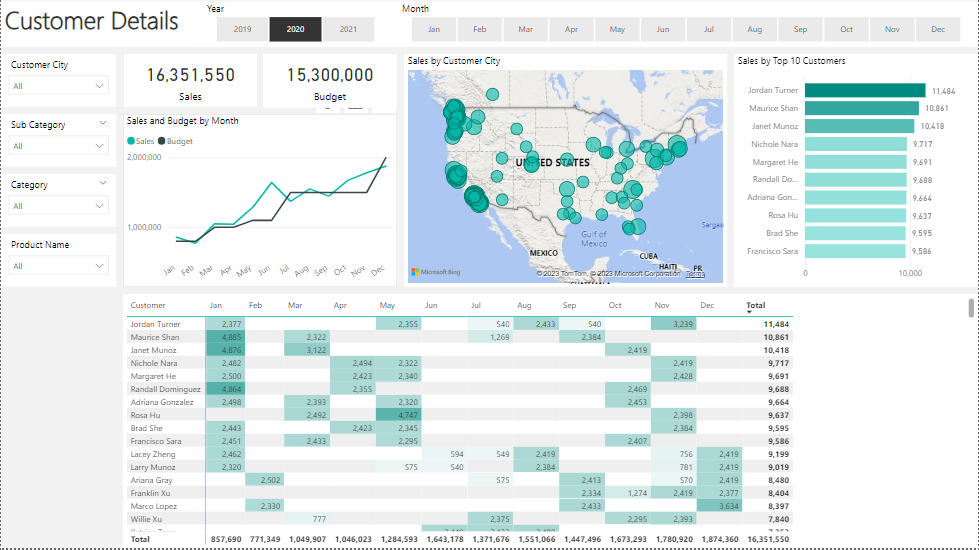 Customer Details
Year
2019 2020 2021
Month
Jan Feb Mar Apr May Jun Jul Aug Sep Oct Nov Dec
Customer City
All
Sub Category
All
Category
All
Product Name
All
16,351,550
Sales
15,300,000
Budget
Sales and Budget by Month
Sales Budget
2,000,000
1,000,000
Jan Feb Mar Apr May Jun Jul Aug Sep Oct Nov Dec
Sales by Customer City
UNITED STATES
Gulf of
Mexico
MEXICO
CUBA
HAITI
PR
Sargas
Microsoft Bing
© 2023 TomTom, © 2023 Microsoft Corporation Terms
Sales by Top 10 Customers
Jordan Turner 11,484
Maurice Shan 10,861
Janet Munoz 10,418
Nichole Nara 9,717
Margaret He 9,691
Randall Do... 9,688
Adriana Gon... 9,664
Rosa Hu 9,637
Brad She 9,595
Francisco Sara 9,586
0 10,000
Customer Jan Feb Mar Apr May Jun Jul Aug Sep Oct Nov Dec Total
Jordan Turner 2,377 2,355 540 2,433 540 3,239 11,484
Maurice Shan 4,885 2,322 1,269 2,384 10,861
Janet Munoz 4,876 3,122 2,419 10,418
Nichole Nara 2,482 2,494 2,322 2,419 9,717
Margaret He 2,500 2,423 2,340 2,428 9,691
Randall Dominguez 4,864 2,355 2,469 9,688
Adriana Gonzalez 2,498 2,393 2,320 2,453 9,664
Rosa Hu 2,492 4,747 2,398 9,637
Brad She 2,443 2,423 2,345 2,384 9,595
Francisco Sara 2,451 2,433 2,295 2,407 9,586
Lacey Zheng 2,462 594 549 2,419 756 2,419 9,199
Larry Munoz 2,320 575 540 2,384 781 2,419 9,019
Ariana Gray 2,502 575 2,413 570 2,419 8,480
Franklin Xu 2,334 1,274 2,419 2,377 8,404
Marco Lopez 2,330 2,433 3,634 8,397
Willie Xu 777 2,375 2,295 2,393 7,840
Total 857,690 771,349 1,049,907 1,046,023 1,284,593 1,643,178 1,371,676 1,551,066 1,447,496 1,673,293 1,780,920 1,874,360 16,351,550